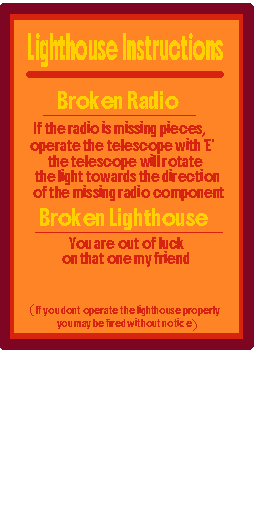 Lighthouse Instructions
Broken Radio
If the radio is missing pieces,
operate the telescope with 'E'
the telescope will rotate
the light towards the direction
of the missing radio component
Broken Lighthouse
You are out of luck
on that one my friend
(If you dont operate the lighthouse properly
you may be fired without notice)